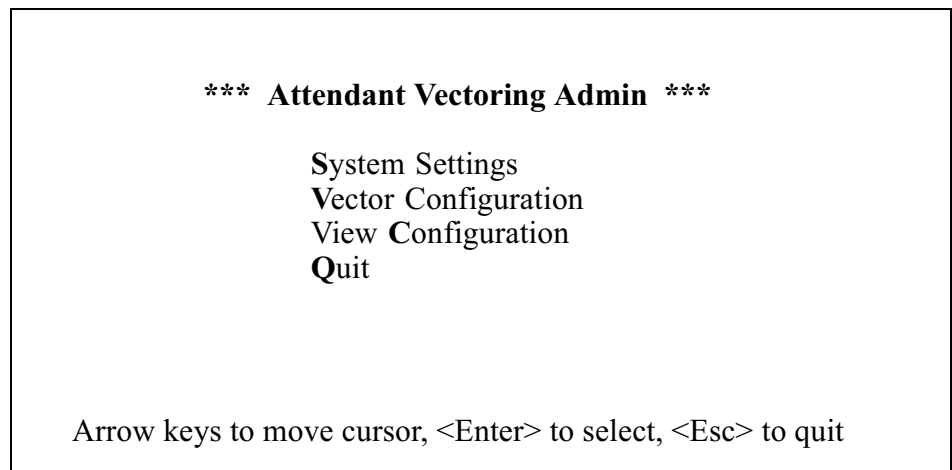 *** Attendant Vectoring Admin ***
System Settings
Vector Configuration
View Configuration
Quit
Arrow keys to move cursor, <Enter> to select, <Esc> to quit